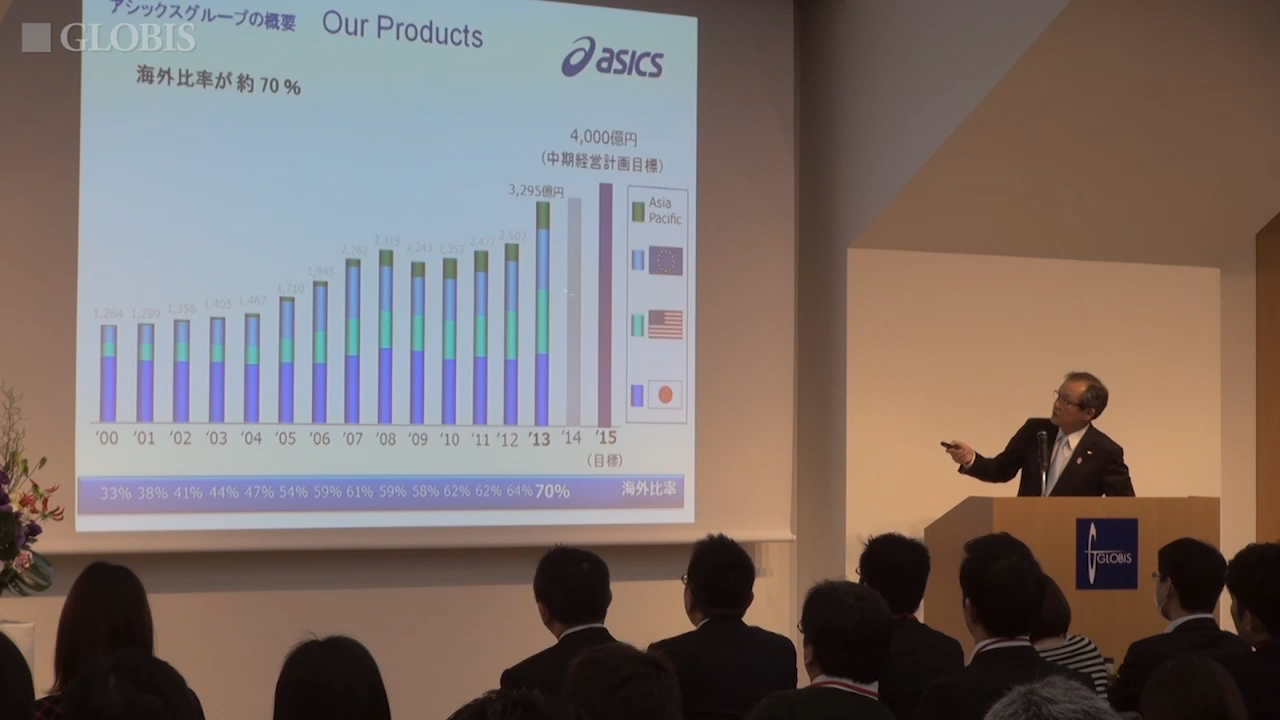 GLOBIS
アシックスグループの概要
Our Products
asics
海外比率が 約 70 %
4,000億円
(中期経営計画目標)
3,295億円
1,264 1,289 1,356 1,405 1,467 1,710 1,945 2,262 2,419 2,241 2,353 2,477 2,602
Asia
Pacific
'00 '01 '02 '03 '04 '05 '06 '07 '08 '09 '10 '11 '12 '13 '14 '15
(目標)
33% 38% 41% 44% 47% 54% 59% 61% 59% 58% 62% 62% 64% 70% 海外比率
GLOBIS